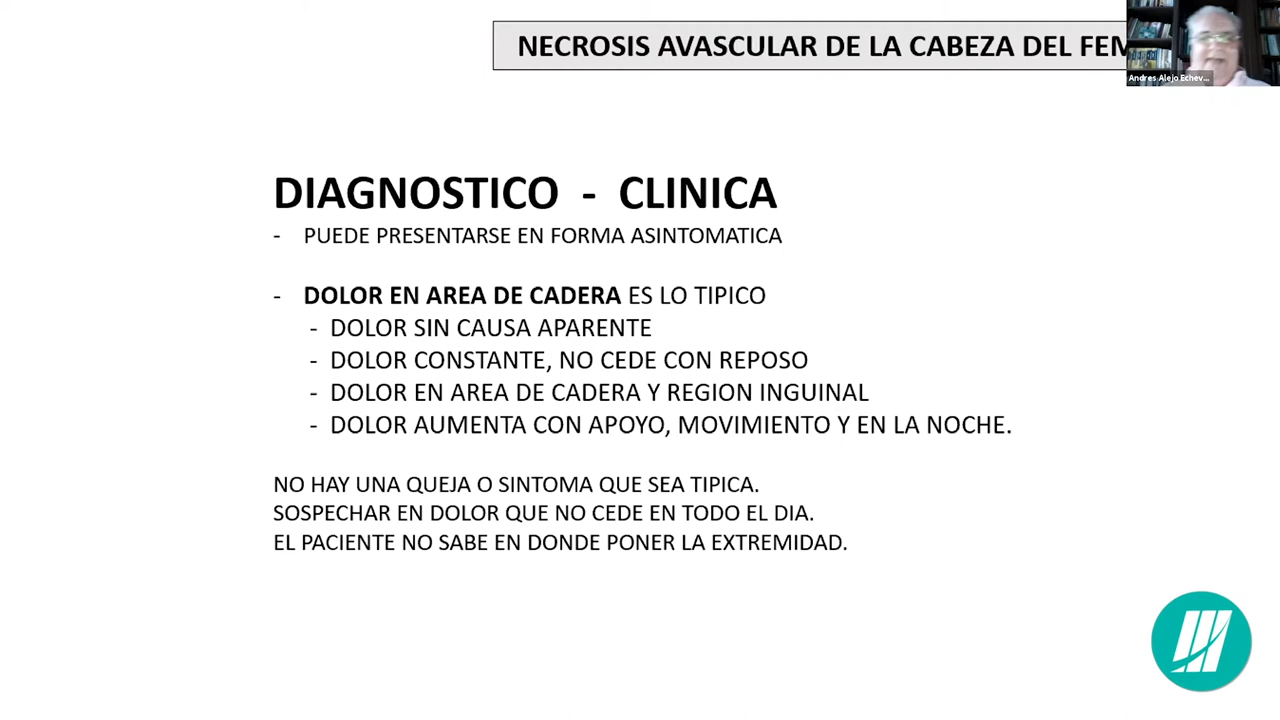 NECROSIS AVASCULAR DE LA CABEZA DEL FEM
Andres Alejo Echev...
DIAGNOSTICO - CLINICA
- PUEDE PRESENTARSE EN FORMA ASINTOMATICA
- DOLOR EN AREA DE CADERA ES LO TIPICO
- DOLOR SIN CAUSA APARENTE
- DOLOR CONSTANTE, NO CEDE CON REPOSO
- DOLOR EN AREA DE CADERA Y REGION INGUINAL
- DOLOR AUMENTA CON APOYO, MOVIMIENTO Y EN LA NOCHE.
NO HAY UNA QUEJA O SINTOMA QUE SEA TIPICA.
SOSPECHAR EN DOLOR QUE NO CEDE EN TODO EL DIA.
EL PACIENTE NO SABE EN DONDE PONER LA EXTREMIDAD.